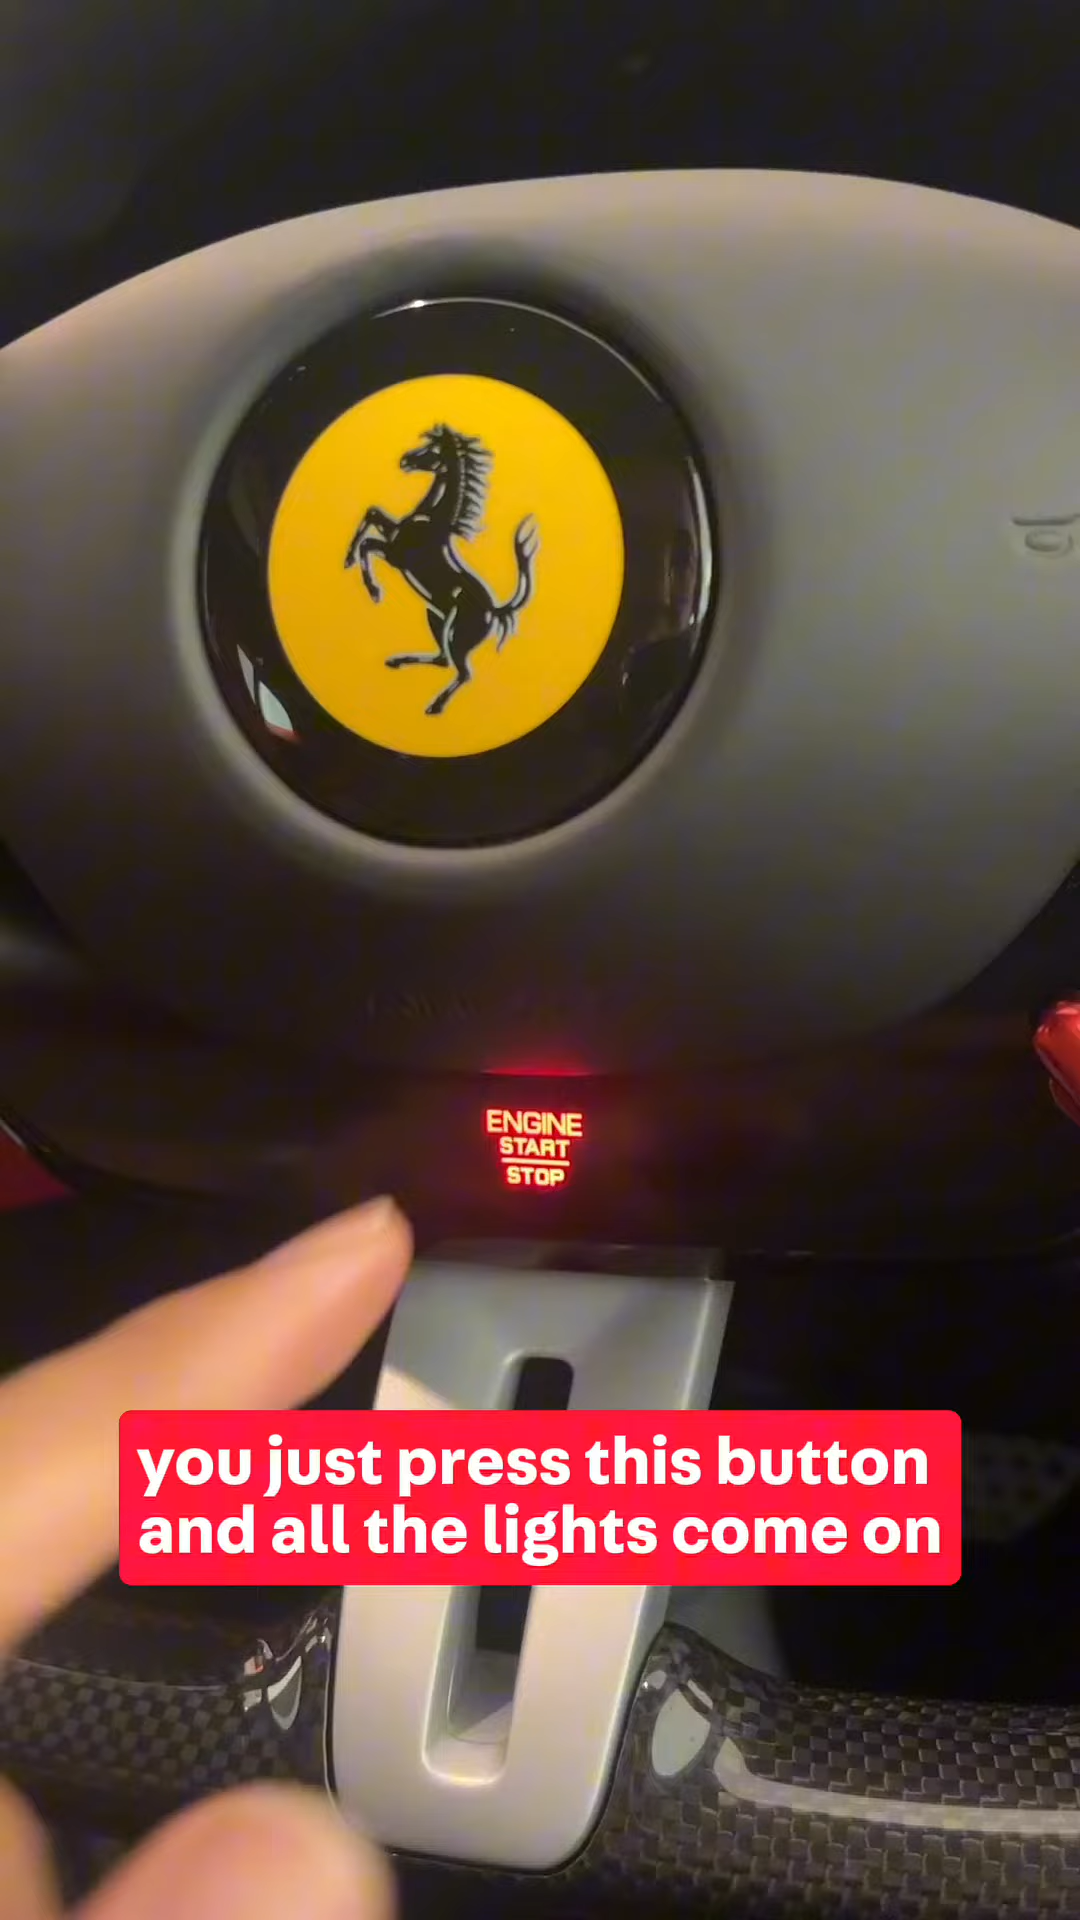 ENGINE
START
STOP
you just press this button
and all the lights come on